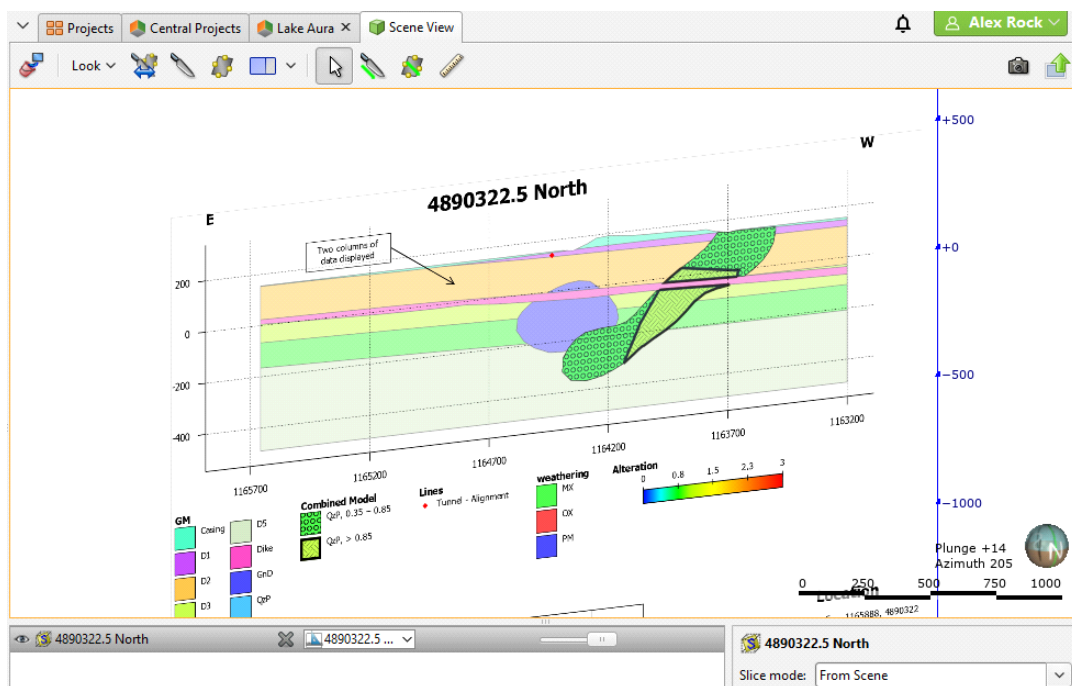 Projects
Central Projects
Lake Aura
Scene View
Alex Rock
Look
+500
W
4890322.5 North
E
Two columns of
data displayed
+0
200
0
-200
-400
−500
1163200
1163700
1164200
1164700
1165200
1165700
Alteration
0 0.8 1.5 2.3 3
weathering
MX
OX
PM
Lines
Tunnel - Alignment
Combined Model
QzP, 0.35 - 0.85
QzP, > 0.85
GM
Casing
D1
D2
D3
D5
Dike
GnD
QzP
−1000
N
Plunge +14
Azimuth 205
0 250 500 750 1000
Location
1165888, 4890322
4890322.5 North
4890322.5 ...
4890322.5 North
Slice mode: From Scene